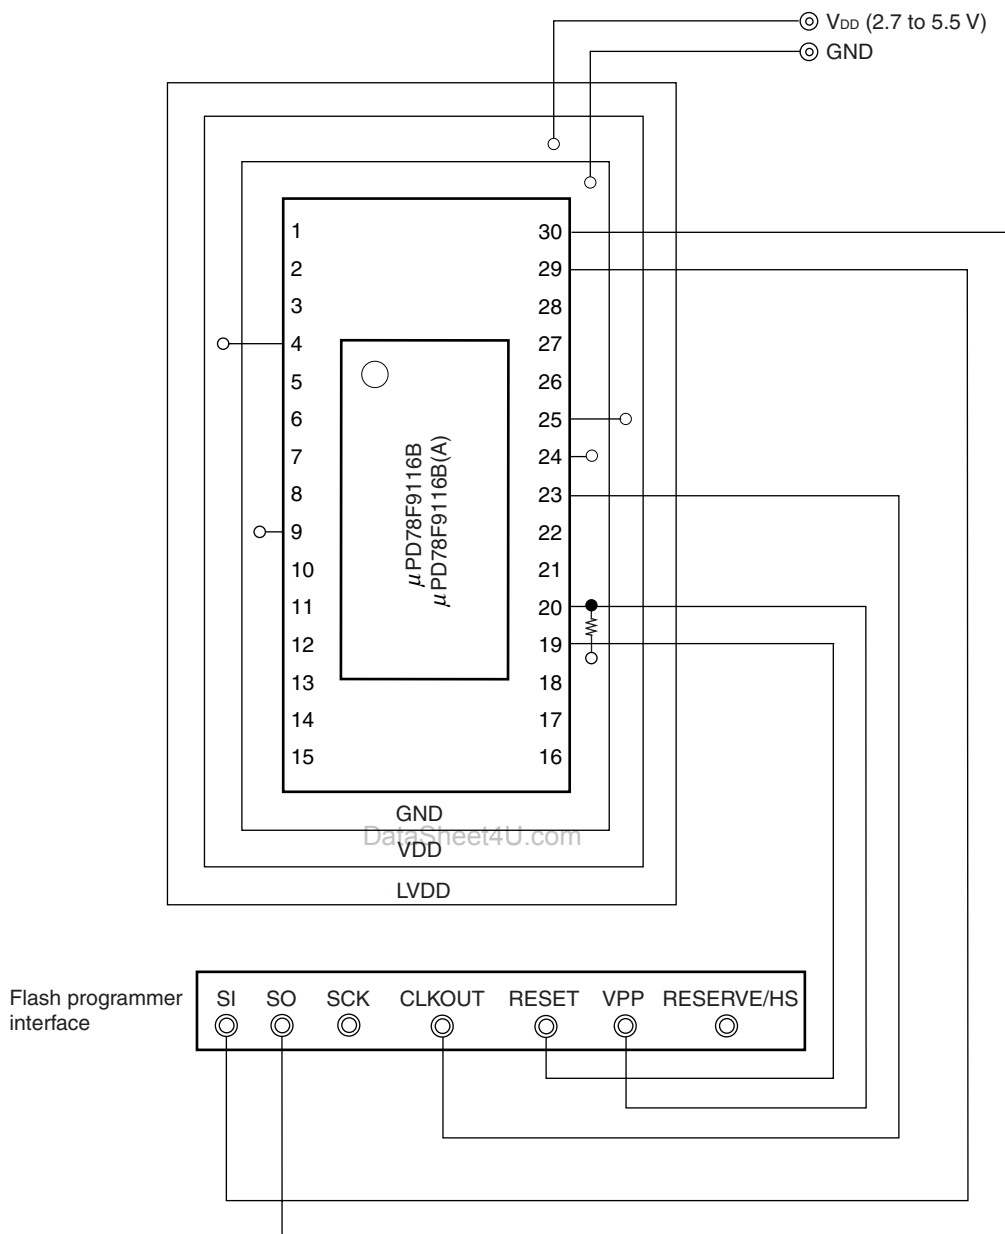 VDD (2.7 to 5.5 V)
GND
1 30
2 29
3 28
4 27
5 26
6 25
7 24
8 23
9 22
10 21
11 20
12 19
13 18
14 17
15 16
μPD78F9116B
μPD78F9116B(A)
GND
DataSheet4U.com
VDD
LVDD
Flash programmer
interface
SI SO SCK CLKOUT RESET VPP RESERVE/HS